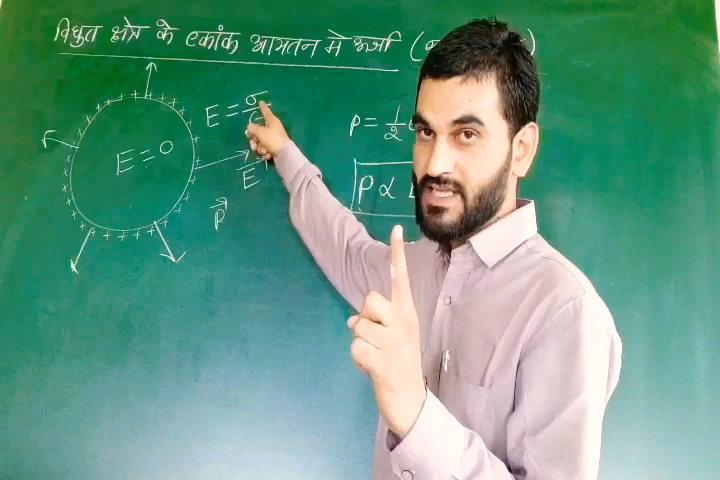 विधुत क्षेत्र के एकांक आयतन मे ऊर्जा (
E = σ/
P = 1/2
E = 0
E⃗
P ∝
P⃗